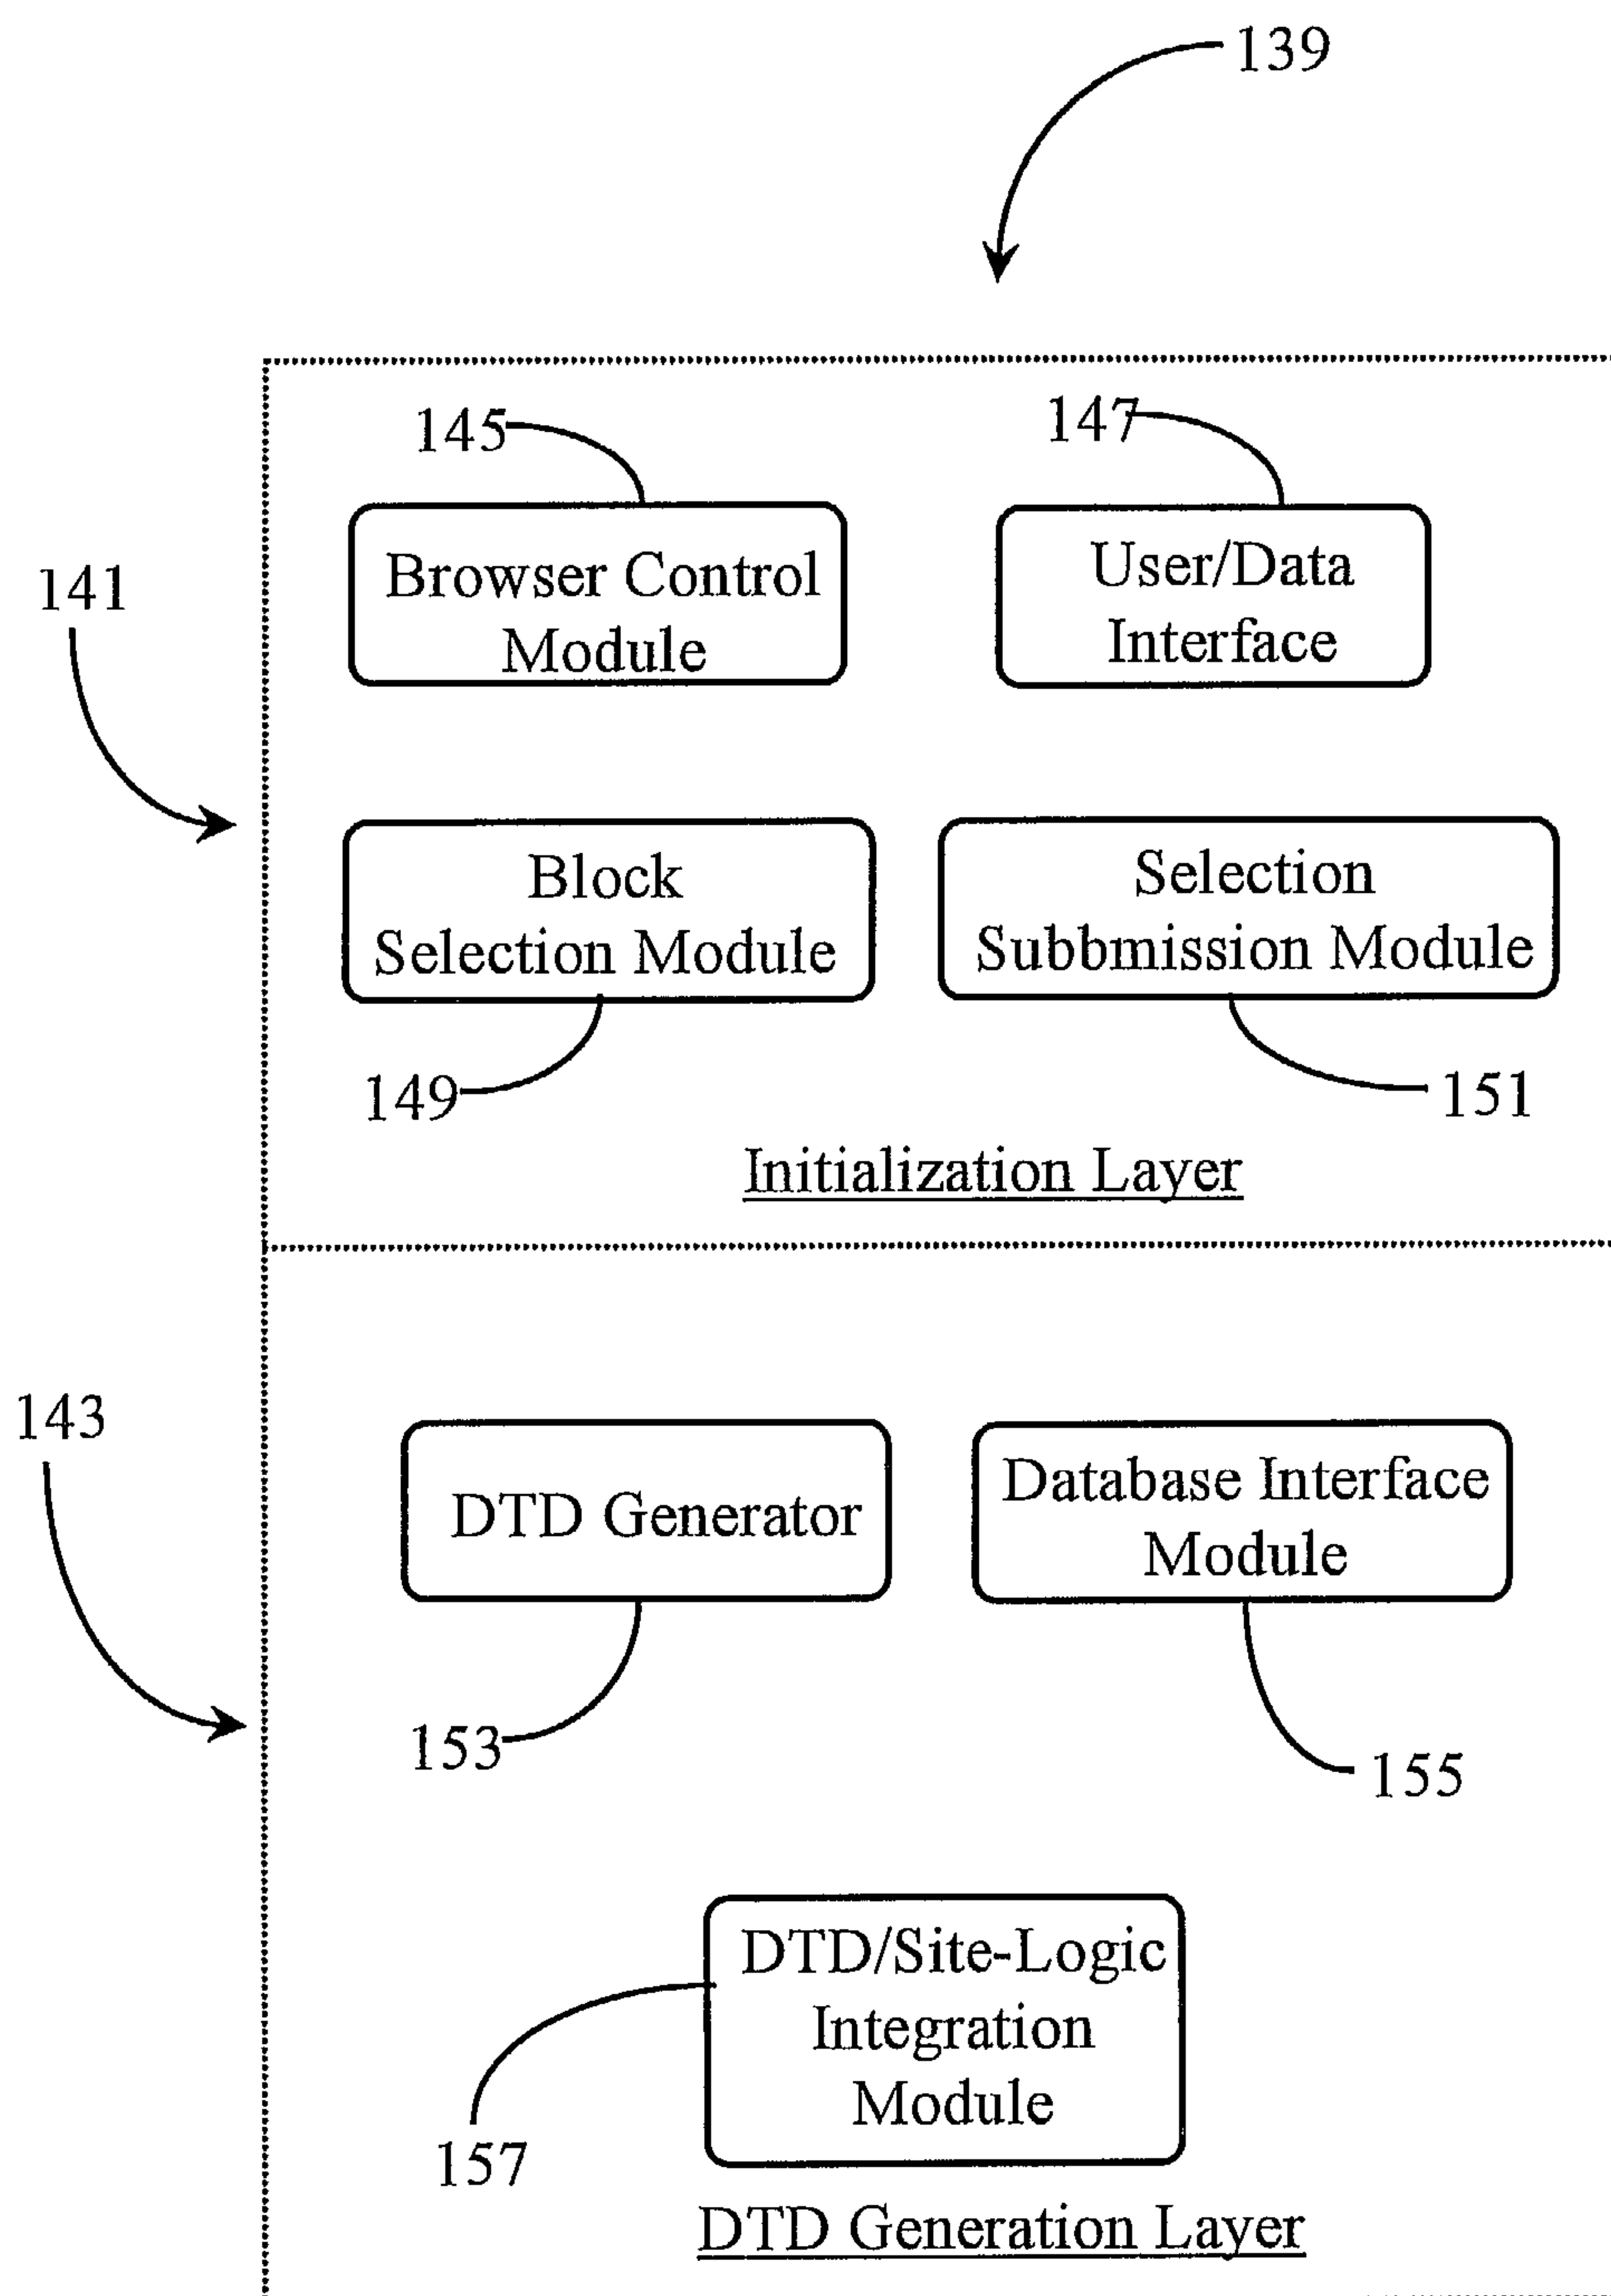 139
145
147
Browser Control
Module
User/Data
Interface
141
Block
Selection Module
Selection
Subbmission Module
149
151
Initialization Layer
143
DTD Generator
Database Interface
Module
153
155
DTD/Site-Logic
Integration
Module
157
DTD Generation Layer